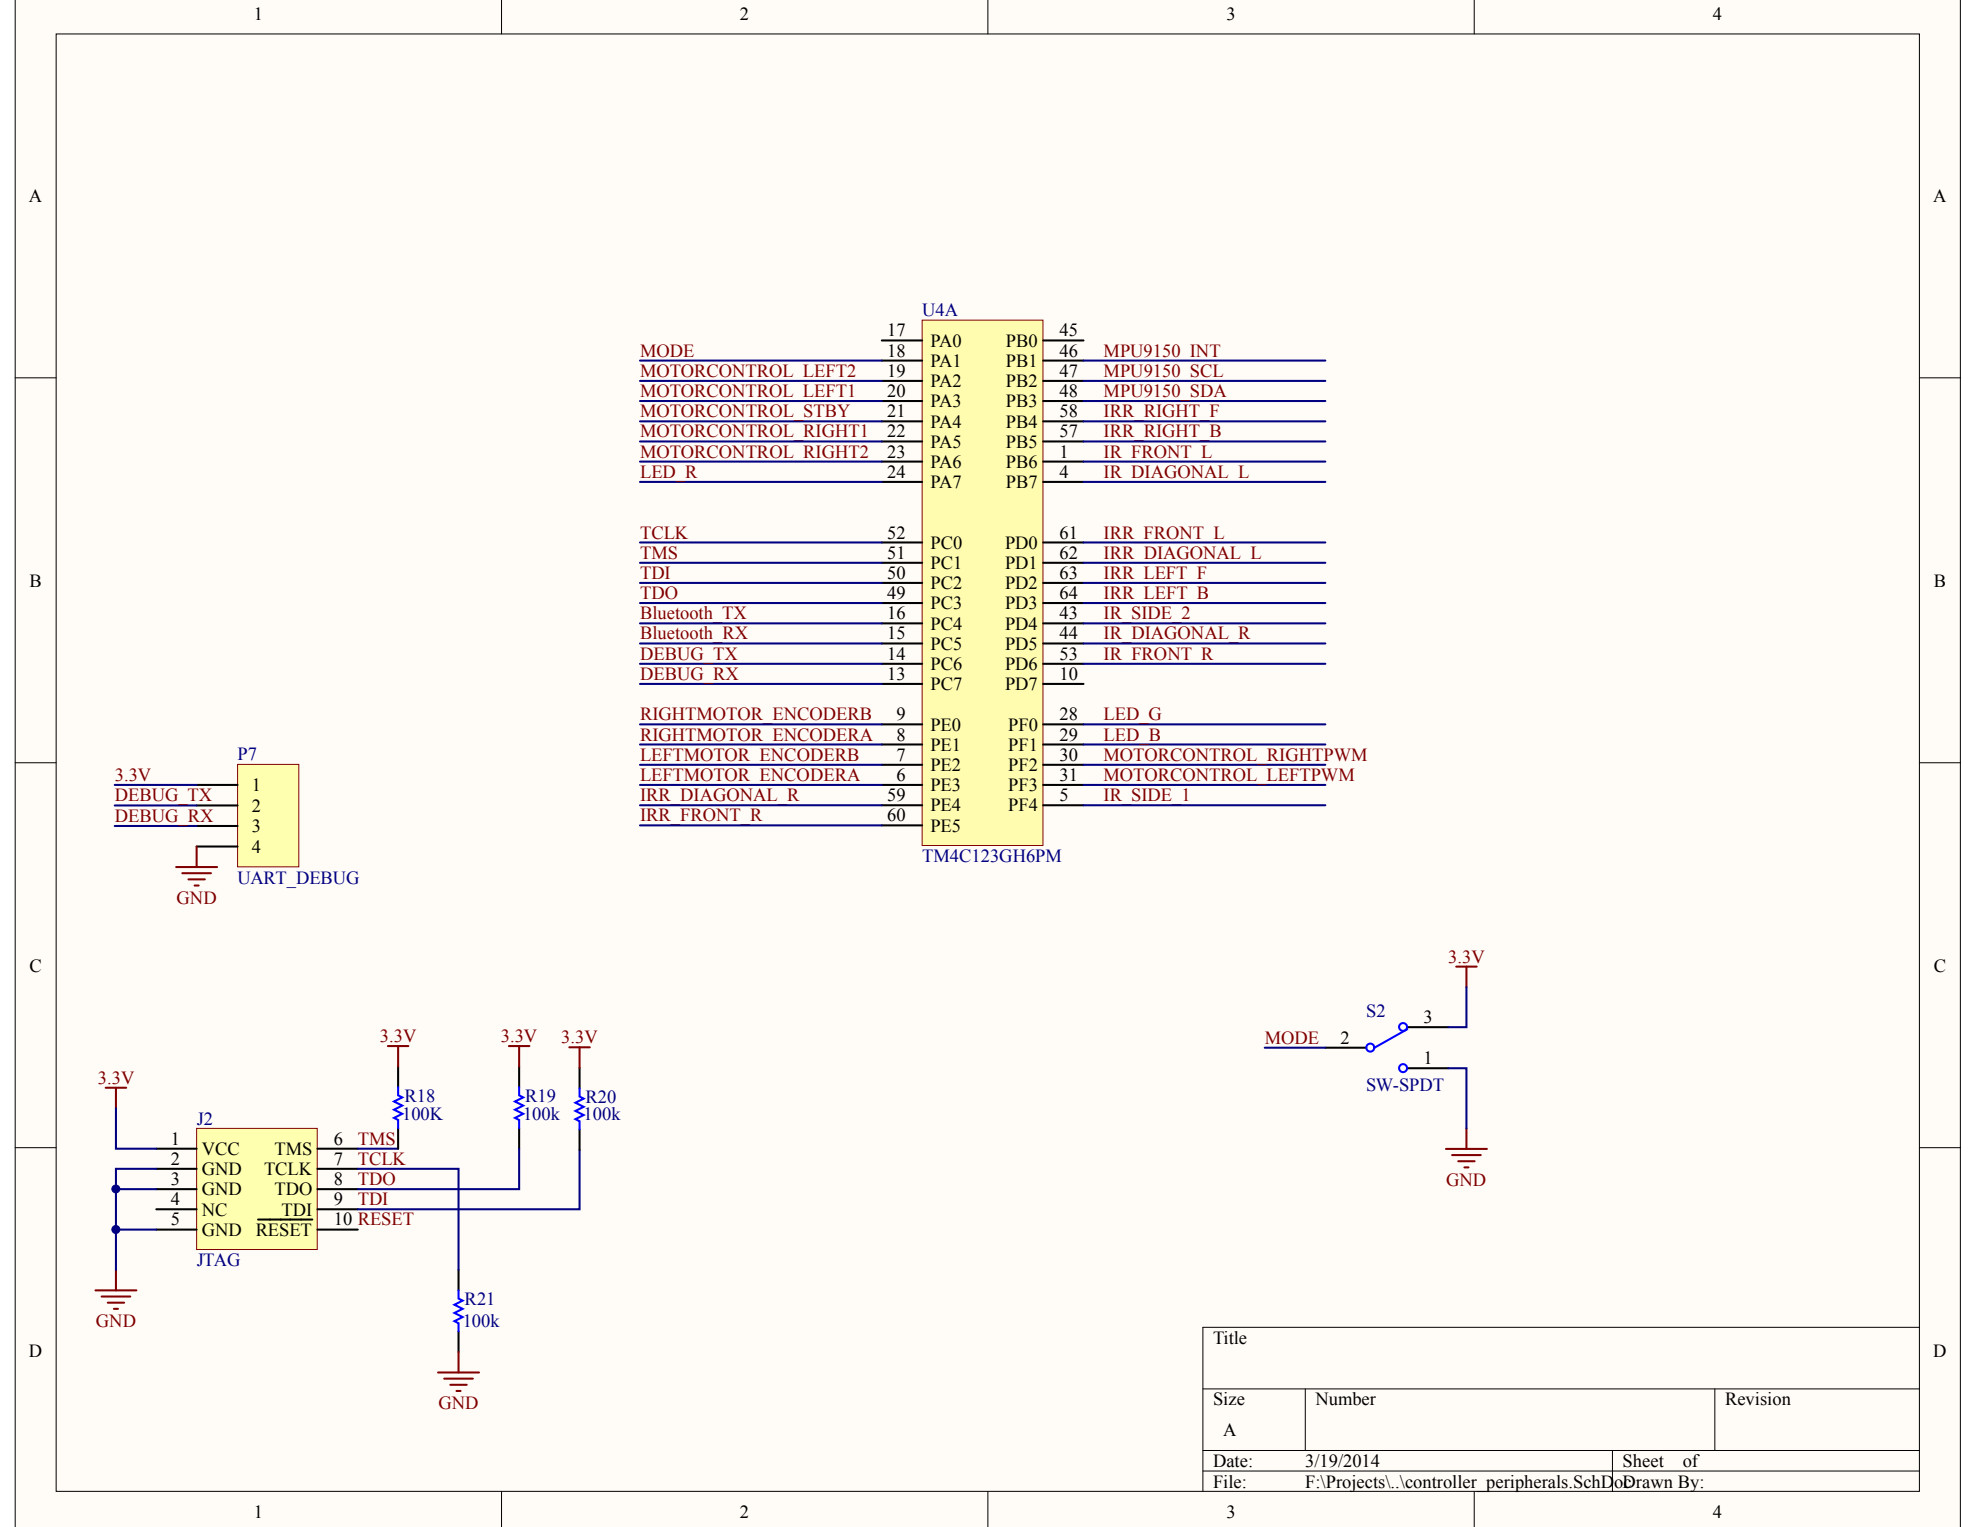 1 2 3 4
A A
U4A
17 PA0 PB0 45
MODE 18 PA1 PB1 46 MPU9150_INT
MOTORCONTROL_LEFT2 19 PA2 PB2 47 MPU9150_SCL
MOTORCONTROL_LEFT1 20 PA3 PB3 48 MPU9150_SDA
MOTORCONTROL_STBY 21 PA4 PB4 58 IRR_RIGHT_F
MOTORCONTROL_RIGHT1 22 PA5 PB5 57 IRR_RIGHT_B
MOTORCONTROL_RIGHT2 23 PA6 PB6 1 IR_FRONT_L
LED_R 24 PA7 PB7 4 IR_DIAGONAL_L
TCLK 52 PC0 PD0 61 IRR_FRONT_L
TMS 51 PC1 PD1 62 IRR_DIAGONAL_L
TDI 50 PC2 PD2 63 IRR_LEFT_F
B B
TDO 49 PC3 PD3 64 IRR_LEFT_B
Bluetooth_TX 16 PC4 PD4 43 IR_SIDE_2
Bluetooth_RX 15 PC5 PD5 44 IR_DIAGONAL_R
DEBUG_TX 14 PC6 PD6 53 IR_FRONT_R
DEBUG_RX 13 PC7 PD7 10
RIGHTMOTOR_ENCODERB 9 PE0 PF0 28 LED_G
RIGHTMOTOR_ENCODERA 8 PE1 PF1 29 LED_B
LEFTMOTOR_ENCODERB 7 PE2 PF2 30 MOTORCONTROL_RIGHTPWM
LEFTMOTOR_ENCODERA 6 PE3 PF3 31 MOTORCONTROL_LEFTPWM
IRR_DIAGONAL_R 59 PE4 PF4 5 IR_SIDE_1
IRR_FRONT_R 60 PE5
TM4C123GH6PM
P7
3.3V 1
DEBUG_TX 2
DEBUG_RX 3
4
GND
UART_DEBUG
C C
3.3V
S2
3
MODE 2
1
SW-SPDT
GND
3.3V 3.3V 3.3V
3.3V
R18 R19 R20
100K 100k 100k
J2
1 VCC TMS 6 TMS
2 GND TCLK 7 TCLK
3 GND TDO 8 TDO
4 NC TDI 9 TDI
5 GND RESET 10 RESET
JTAG
GND
R21
100k
GND
D D
Title
Size Number Revision
A
Date: 3/19/2014 Sheet of
File: F:\Projects\..\controller_peripherals.SchDoDrawn By:
1 2 3 4